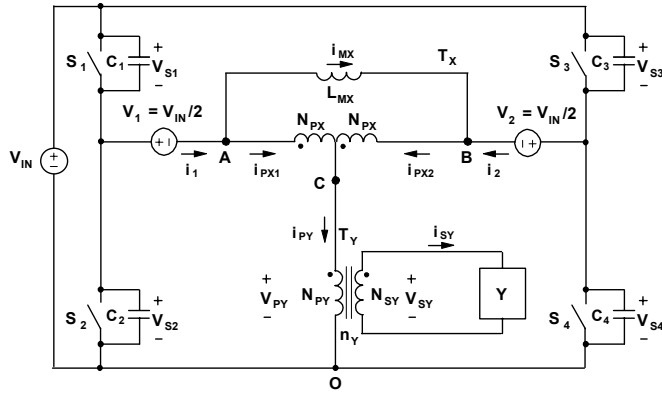 S1 C1 + VS1 −
iMX TX
LMX
S3 C3 + VS3 −
V1 = VIN/2
NPX NPX
V2 = VIN/2
VIN + −
+ −
A
B
− +
i1 iPX1 iPX2 i2
C
iPY TY iSY
+ VPY − NPY NSY + VSY − Y
nY
S2 C2 + VS2 −
S4 C4 + VS4 −
O